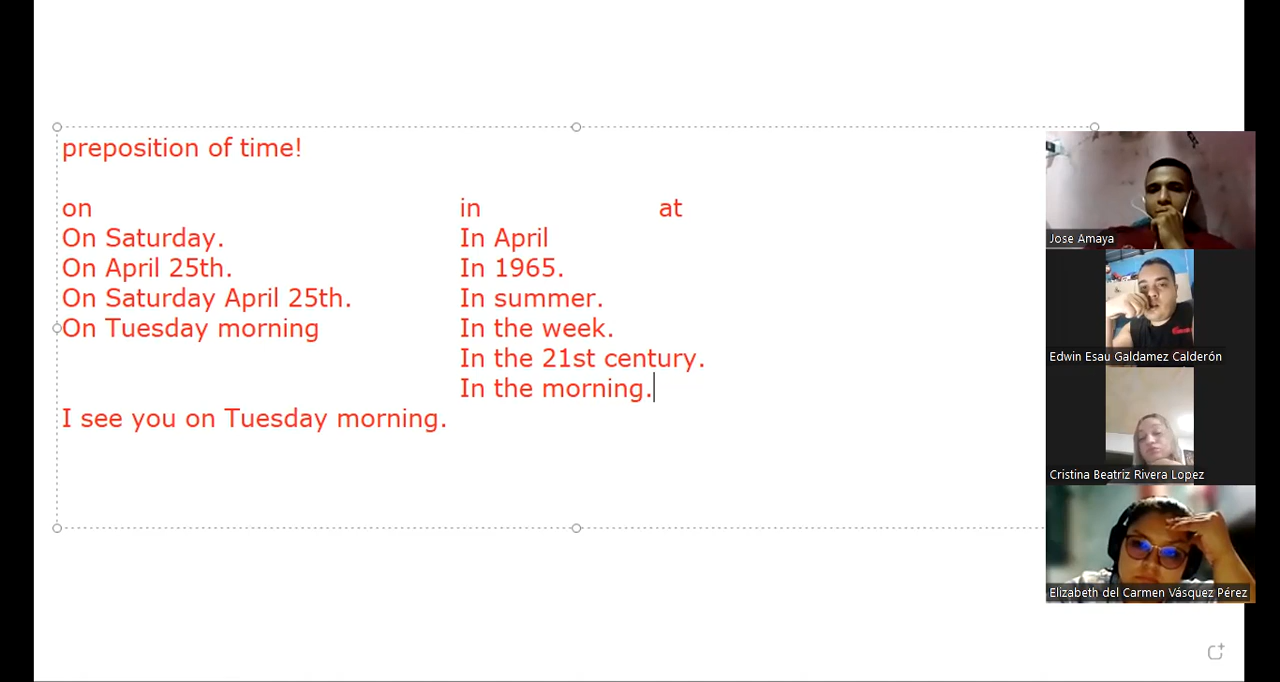 preposition of time!
on in at
On Saturday. In April
On April 25th. In 1965.
On Saturday April 25th. In summer.
On Tuesday morning In the week.
In the 21st century.
In the morning.
I see you on Tuesday morning.
Jose Amaya
Edwin Esau Galdamez Calderón
Cristina Beatriz Rivera Lopez
Elizabeth del Carmen Vásquez Pérez